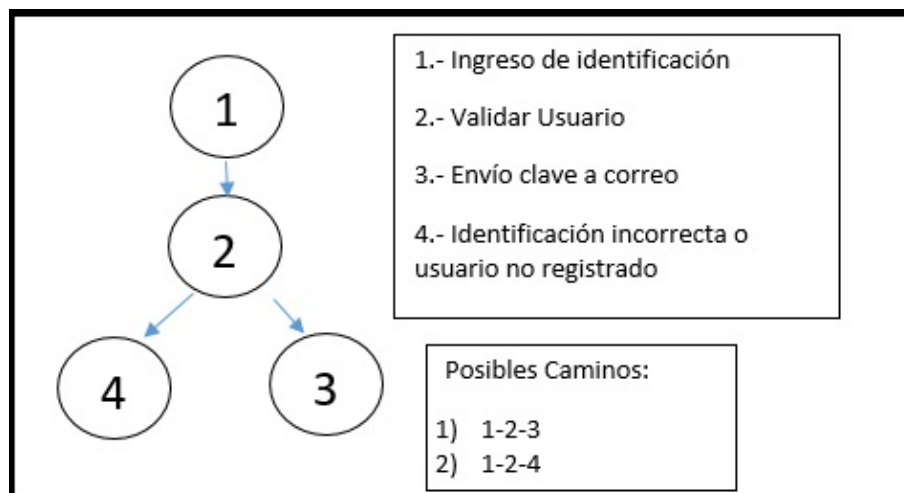 1
2
4
3
1.- Ingreso de identificación
2.- Validar Usuario
3.- Envío clave a correo
4.- Identificación incorrecta o
usuario no registrado
Posibles Caminos:
1) 1-2-3
2) 1-2-4